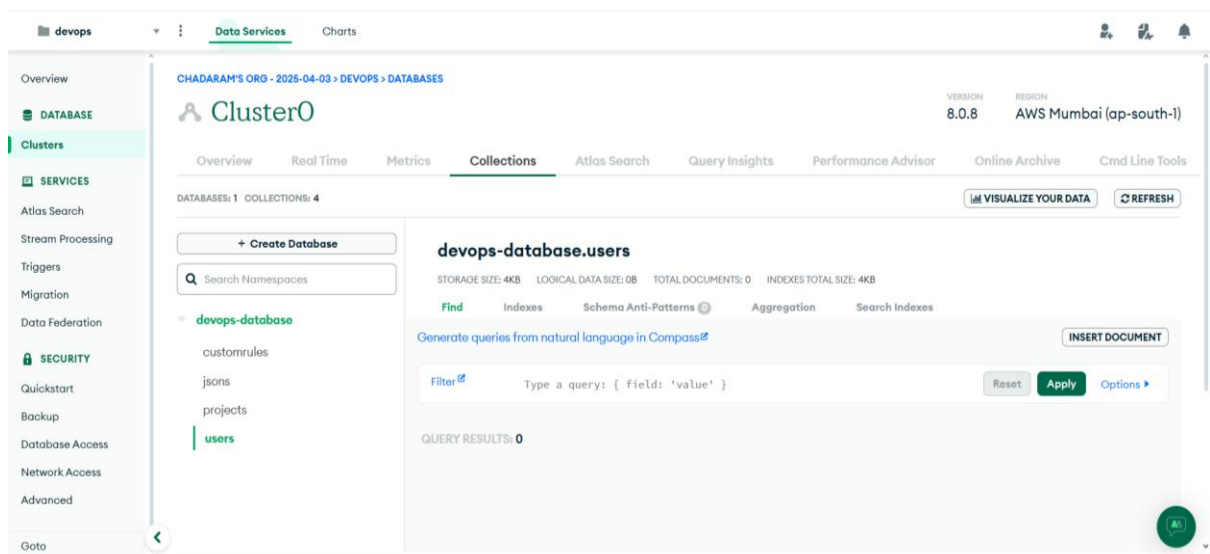 devops
Data Services Charts
Overview
DATABASE
Clusters
SERVICES
Atlas Search
Stream Processing
Triggers
Migration
Data Federation
SECURITY
Quickstart
Backup
Database Access
Network Access
Advanced
Goto
CHADARAM'S ORG - 2025-04-03 > DEVOPS > DATABASES
Cluster0
VERSION
8.0.8
REGION
AWS Mumbai (ap-south-1)
Overview Real Time Metrics Collections Atlas Search Query Insights Performance Advisor Online Archive Cmd Line Tools
DATABASES: 1 COLLECTIONS: 4
VISUALIZE YOUR DATA REFRESH
+ Create Database
Search Namespaces
devops-database
customrules
jsons
projects
users
devops-database.users
STORAGE SIZE: 4KB LOGICAL DATA SIZE: 0B TOTAL DOCUMENTS: 0 INDEXES TOTAL SIZE: 4KB
Find Indexes Schema Anti-Patterns 0 Aggregation Search Indexes
Generate queries from natural language in Compass
INSERT DOCUMENT
Filter Type a query: { field: 'value' } Reset Apply Options
QUERY RESULTS: 0